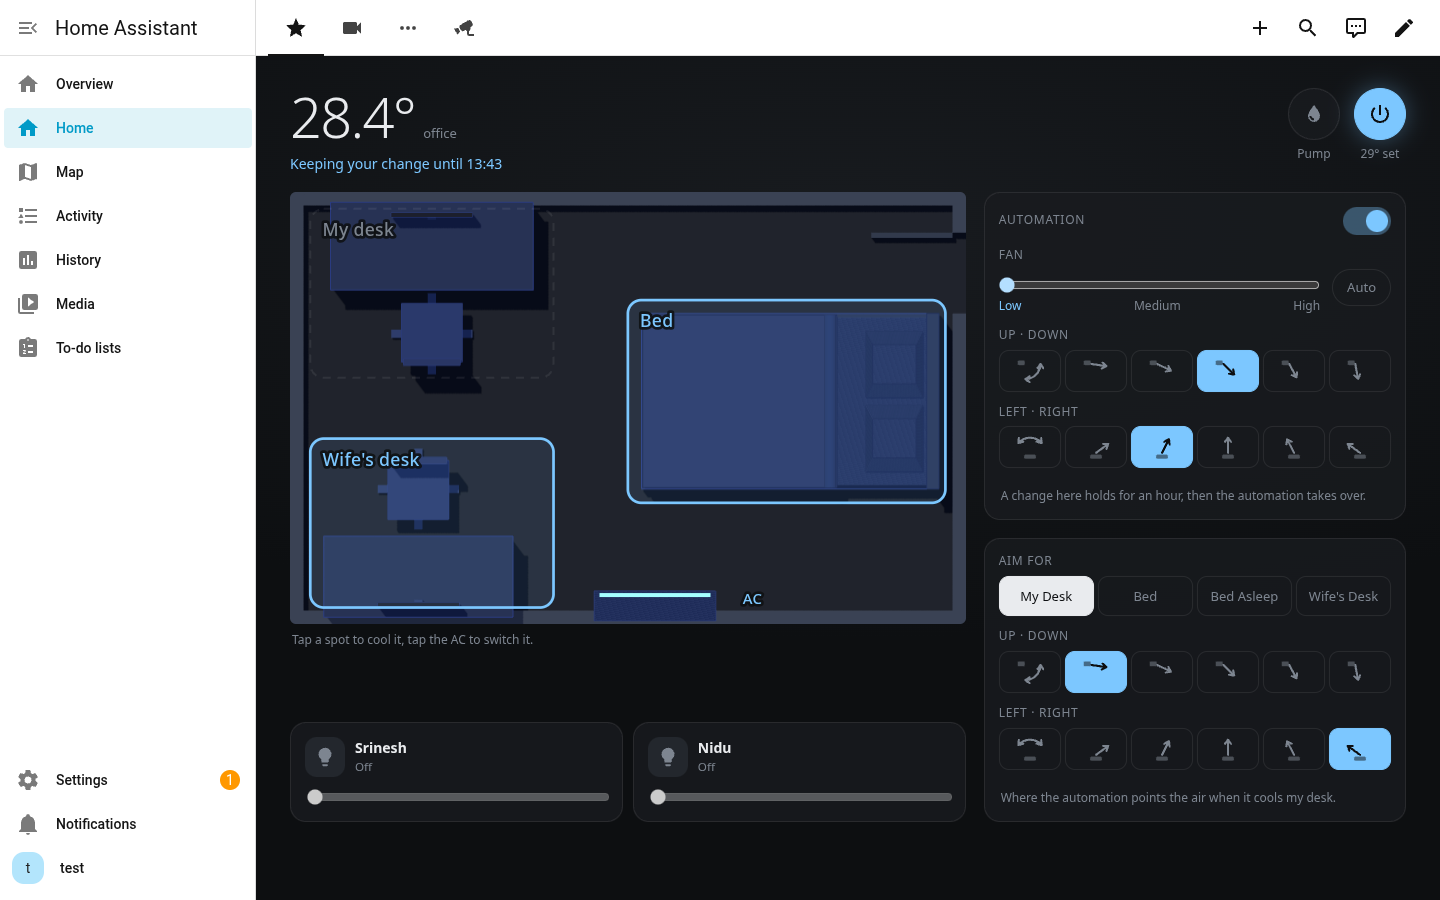 Home Assistant
Overview
Home
Map
Activity
History
Media
To-do lists
Settings
1
Notifications
t
test
28.4°
office
Keeping your change until 13:43
Pump
29° set
My desk
Bed
Wife's desk
AC
Tap a spot to cool it, tap the AC to switch it.
Srinesh
Off
Nidu
Off
AUTOMATION
FAN
Auto
Low
Medium
High
UP · DOWN
LEFT · RIGHT
A change here holds for an hour, then the automation takes over.
AIM FOR
My Desk
Bed
Bed Asleep
Wife's Desk
UP · DOWN
LEFT · RIGHT
Where the automation points the air when it cools my desk.